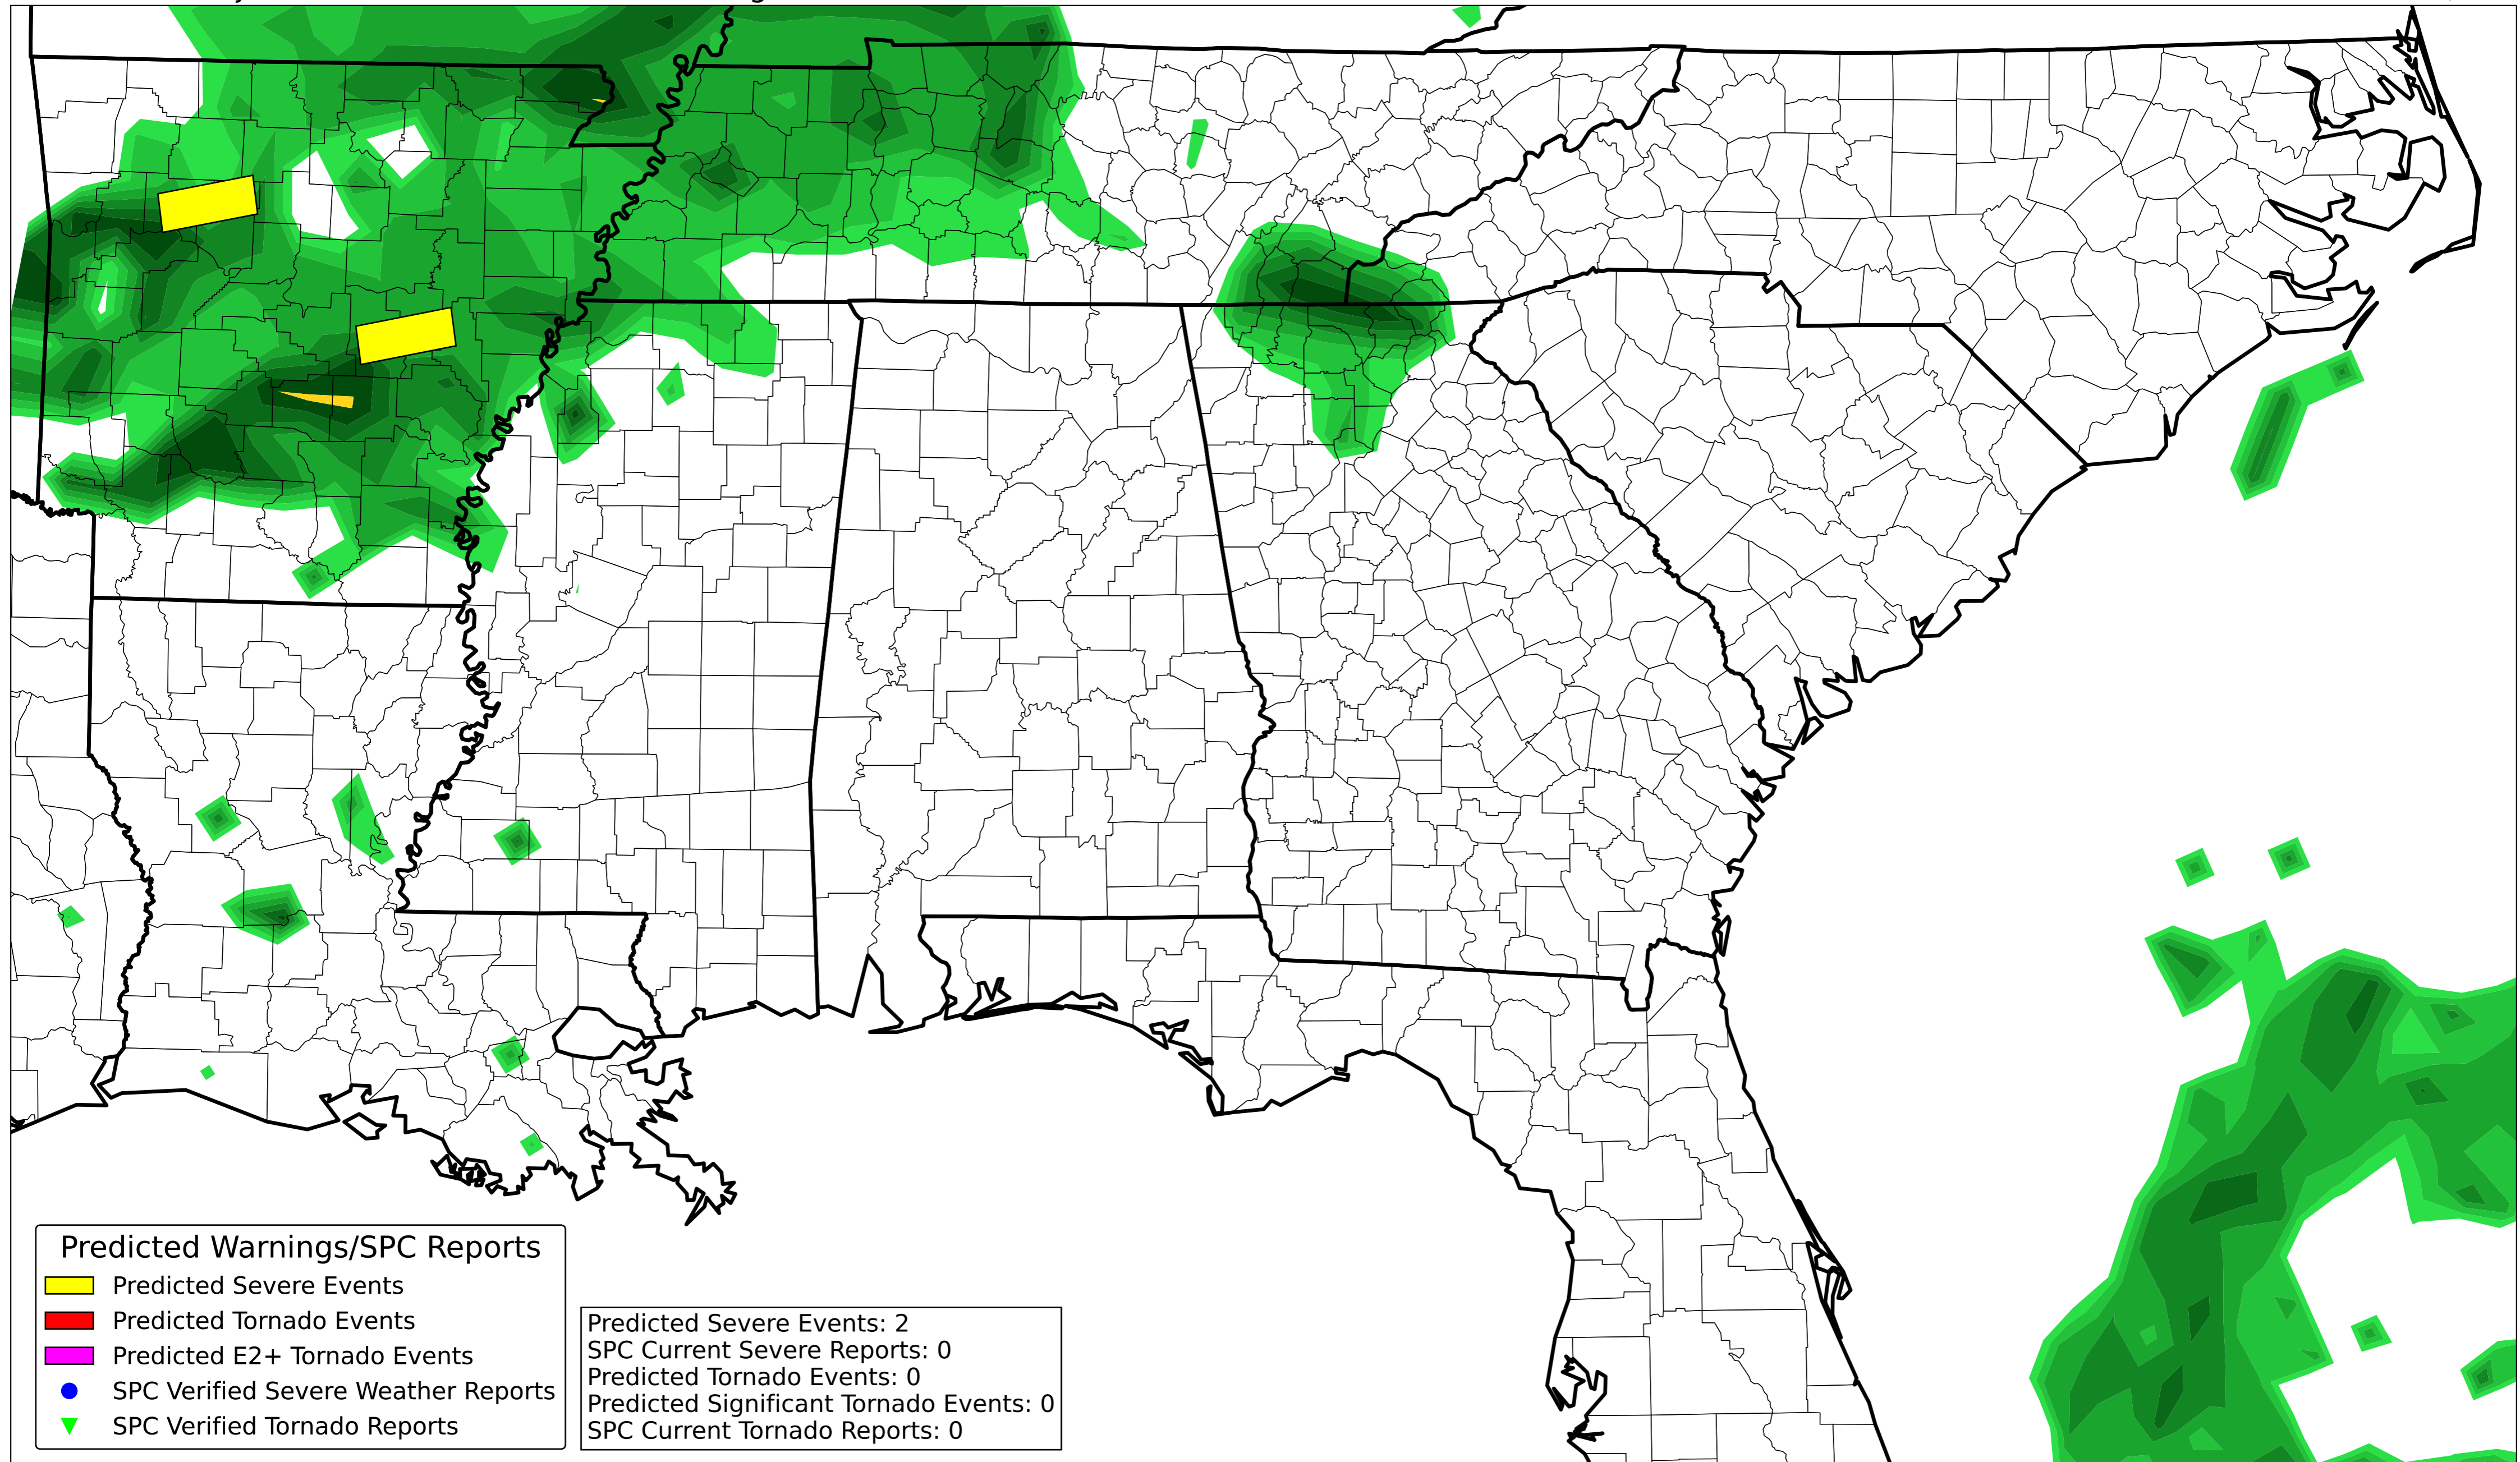 Predicted Warnings/SPC Reports
Predicted Severe Events
Predicted Tornado Events
Predicted E2+ Tornado Events
SPC Verified Severe Weather Reports
SPC Verified Tornado Reports
Predicted Severe Events: 2
SPC Current Severe Reports: 0
Predicted Tornado Events: 0
Predicted Significant Tornado Events: 0
SPC Current Tornado Reports: 0